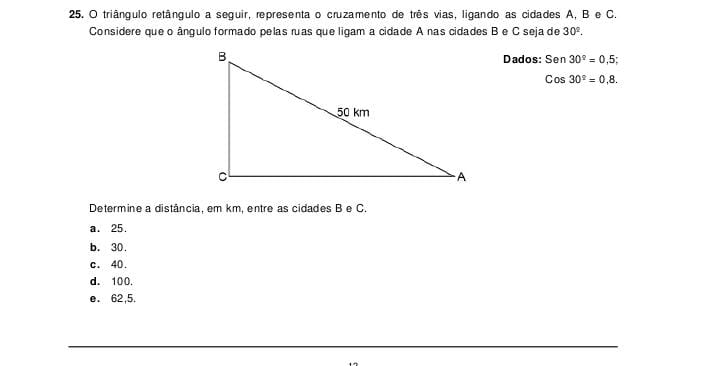 25. O triângulo retângulo a seguir, representa o cruzamento de três vias, ligando as cidades A, B e C.
Considere que o ângulo formado pelas ruas que ligam a cidade A nas cidades B e C seja de 30º.
Dados: Sen 30º = 0,5;
Cos 30º = 0,8.
B
50 km
C
A
Determine a distância, em km, entre as cidades B e C.
a. 25.
b. 30.
c. 40.
d. 100.
e. 62,5.